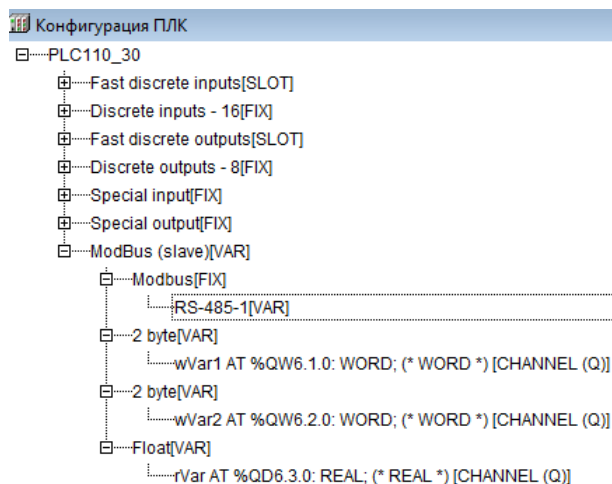 Конфигурация ПЛК
PLC110_30
Fast discrete inputs[SLOT]
Discrete inputs - 16[FIX]
Fast discrete outputs[SLOT]
Discrete outputs - 8[FIX]
Special input[FIX]
Special output[FIX]
ModBus (slave)[VAR]
Modbus[FIX]
RS-485-1[VAR]
2 byte[VAR]
wVar1 AT %QW6.1.0: WORD; (* WORD *) [CHANNEL (Q)]
2 byte[VAR]
wVar2 AT %QW6.2.0: WORD; (* WORD *) [CHANNEL (Q)]
Float[VAR]
rVar AT %QD6.3.0: REAL; (* REAL *) [CHANNEL (Q)]